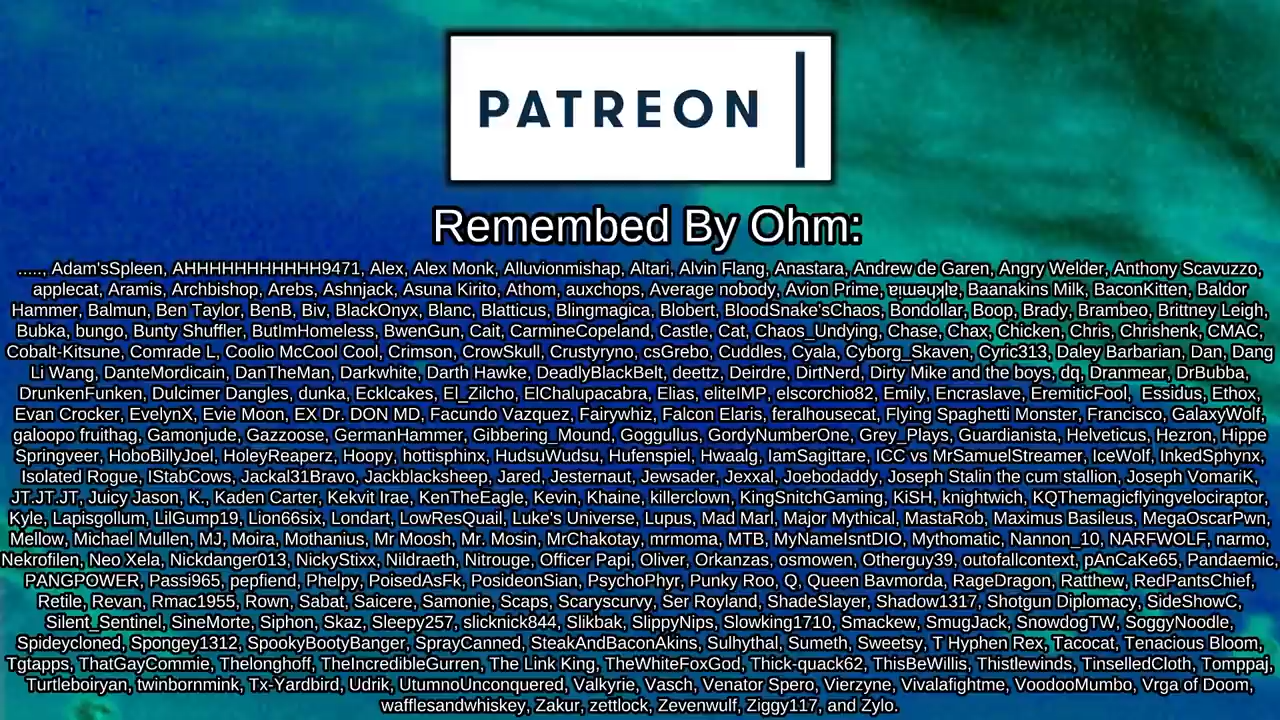 PATREON
Remembed By Ohm:
....., Adam'sSpleen, AHHHHHHHHHHHH9471, Alex, Alex Monk, Alluvionmishap, Altari, Alvin Flang, Anastara, Andrew de Garen, Angry Welder, Anthony Scavuzzo,
applecat, Aramis, Archbishop, Arebs, Ashnjack, Asuna Kirito, Athom, auxchops, Average nobody, Avion Prime, ɐıɯǝuʞlɐ, Baanakins Milk, BaconKitten, Baldor
Hammer, Balmun, Ben Taylor, BenB, Biv, BlackOnyx, Blanc, Blatticus, Blingmagica, Blobert, BloodSnake'sChaos, Bondollar, Boop, Brady, Brambeo, Brittney Leigh,
Bubka, bungo, Bunty Shuffler, ButImHomeless, BwenGun, Cait, CarmineCopeland, Castle, Cat, Chaos_Undying, Chase, Chax, Chicken, Chris, Chrishenk, CMAC,
Cobalt-Kitsune, Comrade L, Coolio McCool Cool, Crimson, CrowSkull, Crustyryno, csGrebo, Cuddles, Cyala, Cyborg_Skaven, Cyric313, Daley Barbarian, Dan, Dang
Li Wang, DanteMordicain, DanTheMan, Darkwhite, Darth Hawke, DeadlyBlackBelt, deettz, Deirdre, DirtNerd, Dirty Mike and the boys, dq, Dranmear, DrBubba,
DrunkenFunken, Dulcimer Dangles, dunka, Ecklcakes, El_Zilcho, ElChalupacabra, Elias, eliteIMP, elscorchio82, Emily, Encraslave, EremiticFool, Essidus, Ethox,
Evan Crocker, EvelynX, Evie Moon, EX Dr. DON MD, Facundo Vazquez, Fairywhiz, Falcon Elaris, feralhousecat, Flying Spaghetti Monster, Francisco, GalaxyWolf,
galoopo fruithag, Gamonjude, Gazzoose, GermanHammer, Gibbering_Mound, Goggullus, GordyNumberOne, Grey_Plays, Guardianista, Helveticus, Hezron, Hippe
Springveer, HoboBillyJoel, HoleyReaperz, Hoopy, hottisphinx, HudsuWudsu, Hufenspiel, Hwaalg, IamSagittare, ICC vs MrSamuelStreamer, IceWolf, InkedSphynx,
Isolated Rogue, IStabCows, Jackal31Bravo, Jackblacksheep, Jared, Jesternaut, Jewsader, Jexxal, Joebodaddy, Joseph Stalin the cum stallion, Joseph VomariK,
JT.JT.JT, Juicy Jason, K., Kaden Carter, Kekvit Irae, KenTheEagle, Kevin, Khaine, killerclown, KingSnitchGaming, KiSH, knightwich, KQThemagicflyingvelociraptor,
Kyle, Lapisgollum, LilGump19, Lion66six, Londart, LowResQuail, Luke's Universe, Lupus, Mad Marl, Major Mythical, MastaRob, Maximus Basileus, MegaOscarPwn,
Mellow, Michael Mullen, MJ, Moira, Mothanius, Mr Moosh, Mr. Mosin, MrChakotay, mrmoma, MTB, MyNameIsntDIO, Mythomatic, Nannon_10, NARFWOLF, narmo,
Nekrofilen, Neo Xela, Nickdanger013, NickyStixx, Nildraeth, Nitrouge, Officer Papi, Oliver, Orkanzas, osmowen, Otherguy39, outofallcontext, pAnCaKe65, Pandaemic,
PANGPOWER, Passi965, pepfiend, Phelpy, PoisedAsFk, PosideonSian, PsychoPhyr, Punky Roo, Q, Queen Bavmorda, RageDragon, Ratthew, RedPantsChief,
Retile, Revan, Rmac1955, Rown, Sabat, Saicere, Samonie, Scaps, Scaryscurvy, Ser Royland, ShadeSlayer, Shadow1317, Shotgun Diplomacy, SideShowC,
Silent_Sentinel, SineMorte, Siphon, Skaz, Sleepy257, slicknick844, Slikbak, SlippyNips, Slowking1710, Smackew, SmugJack, SnowdogTW, SoggyNoodle,
Spideycloned, Spongey1312, SpookyBootyBanger, SprayCanned, SteakAndBaconAkins, Sulhythal, Sumeth, Sweetsy, T Hyphen Rex, Tacocat, Tenacious Bloom,
Tgtapps, ThatGayCommie, Thelonghoff, TheIncredibleGurren, The Link King, TheWhiteFoxGod, Thick-quack62, ThisBeWillis, Thistlewinds, TinselledCloth, Tomppaj,
Turtleboiryan, twinbornmink, Tx-Yardbird, Udrik, UtumnoUnconquered, Valkyrie, Vasch, Venator Spero, Vierzyne, Vivalafightme, VoodooMumbo, Vrga of Doom,
wafflesandwhiskey, Zakur, zettlock, Zevenwulf, Ziggy117, and Zylo.